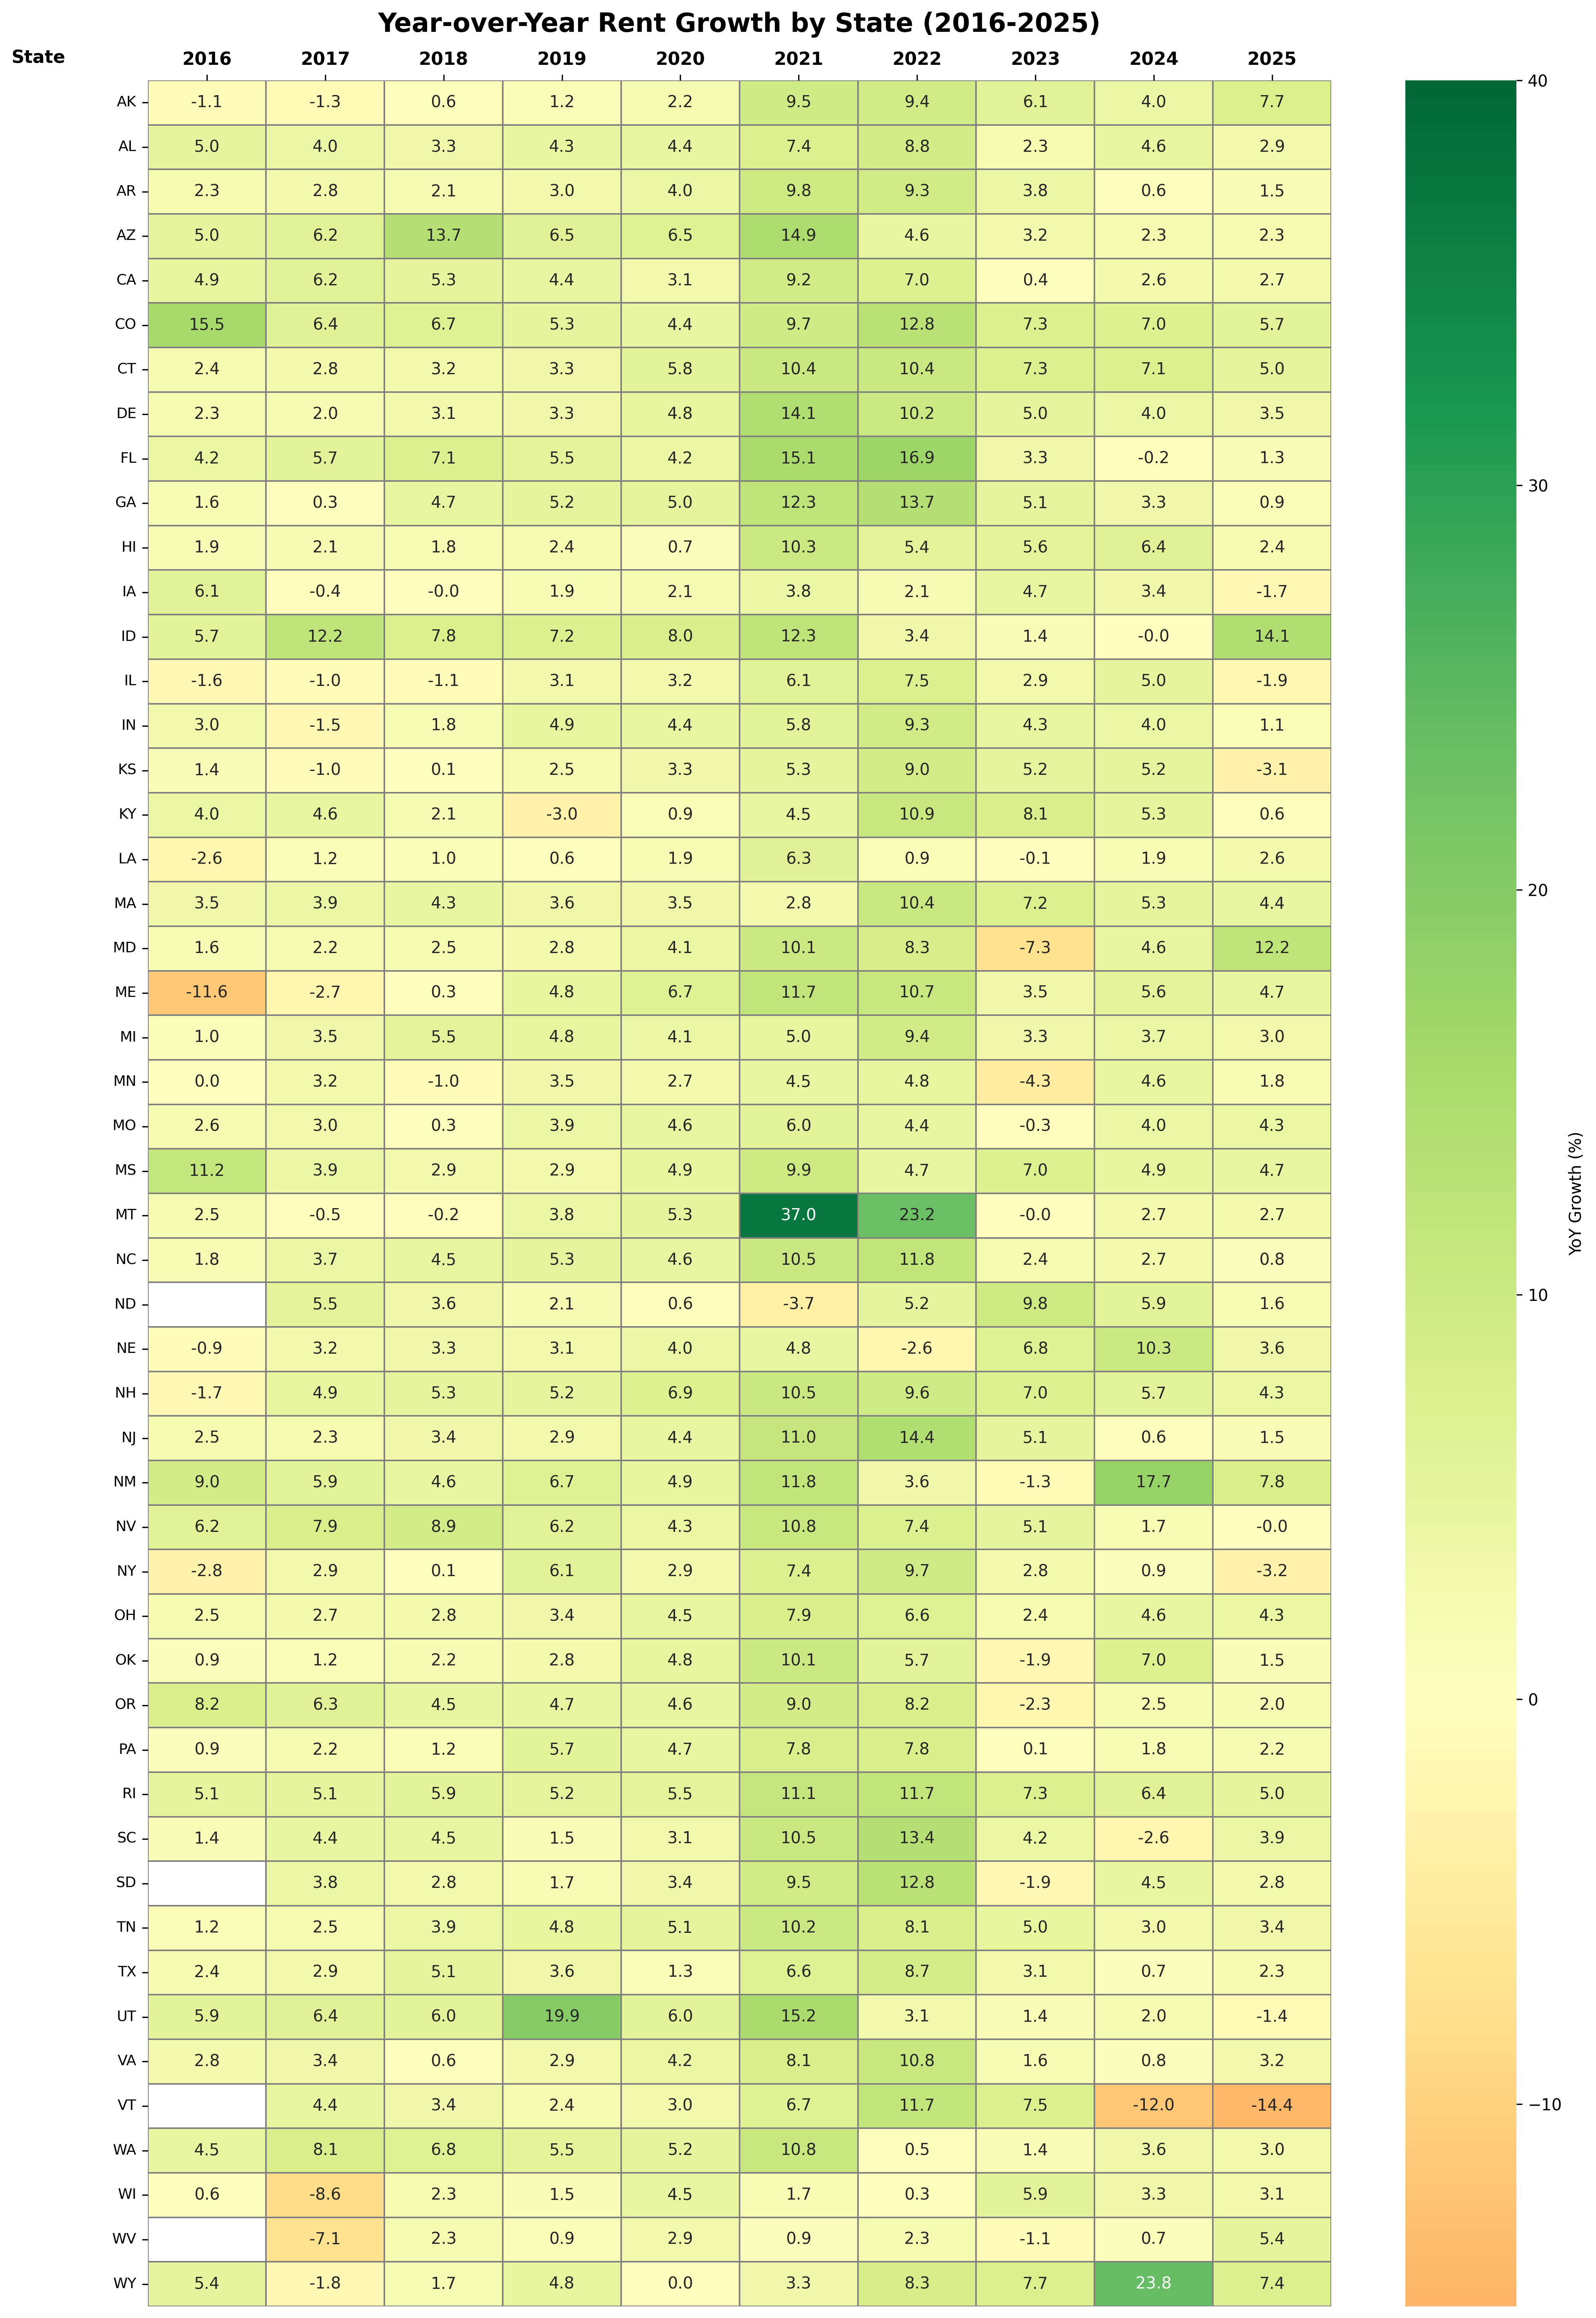 Year-over-Year Rent Growth by State (2016-2025)
State 2016 2017 2018 2019 2020 2021 2022 2023 2024 2025
AK -1.1 -1.3 0.6 1.2 2.2 9.5 9.4 6.1 4.0 7.7
AL 5.0 4.0 3.3 4.3 4.4 7.4 8.8 2.3 4.6 2.9
AR 2.3 2.8 2.1 3.0 4.0 9.8 9.3 3.8 0.6 1.5
AZ 5.0 6.2 13.7 6.5 6.5 14.9 4.6 3.2 2.3 2.3
CA 4.9 6.2 5.3 4.4 3.1 9.2 7.0 0.4 2.6 2.7
CO 15.5 6.4 6.7 5.3 4.4 9.7 12.8 7.3 7.0 5.7
CT 2.4 2.8 3.2 3.3 5.8 10.4 10.4 7.3 7.1 5.0
DE 2.3 2.0 3.1 3.3 4.8 14.1 10.2 5.0 4.0 3.5
FL 4.2 5.7 7.1 5.5 4.2 15.1 16.9 3.3 -0.2 1.3
GA 1.6 0.3 4.7 5.2 5.0 12.3 13.7 5.1 3.3 0.9
HI 1.9 2.1 1.8 2.4 0.7 10.3 5.4 5.6 6.4 2.4
IA 6.1 -0.4 -0.0 1.9 2.1 3.8 2.1 4.7 3.4 -1.7
ID 5.7 12.2 7.8 7.2 8.0 12.3 3.4 1.4 -0.0 14.1
IL -1.6 -1.0 -1.1 3.1 3.2 6.1 7.5 2.9 5.0 -1.9
IN 3.0 -1.5 1.8 4.9 4.4 5.8 9.3 4.3 4.0 1.1
KS 1.4 -1.0 0.1 2.5 3.3 5.3 9.0 5.2 5.2 -3.1
KY 4.0 4.6 2.1 -3.0 0.9 4.5 10.9 8.1 5.3 0.6
LA -2.6 1.2 1.0 0.6 1.9 6.3 0.9 -0.1 1.9 2.6
MA 3.5 3.9 4.3 3.6 3.5 2.8 10.4 7.2 5.3 4.4
MD 1.6 2.2 2.5 2.8 4.1 10.1 8.3 -7.3 4.6 12.2
ME -11.6 -2.7 0.3 4.8 6.7 11.7 10.7 3.5 5.6 4.7
MI 1.0 3.5 5.5 4.8 4.1 5.0 9.4 3.3 3.7 3.0
MN 0.0 3.2 -1.0 3.5 2.7 4.5 4.8 -4.3 4.6 1.8
MO 2.6 3.0 0.3 3.9 4.6 6.0 4.4 -0.3 4.0 4.3
MS 11.2 3.9 2.9 2.9 4.9 9.9 4.7 7.0 4.9 4.7
MT 2.5 -0.5 -0.2 3.8 5.3 37.0 23.2 -0.0 2.7 2.7
NC 1.8 3.7 4.5 5.3 4.6 10.5 11.8 2.4 2.7 0.8
ND 5.5 3.6 2.1 0.6 -3.7 5.2 9.8 5.9 1.6
NE -0.9 3.2 3.3 3.1 4.0 4.8 -2.6 6.8 10.3 3.6
NH -1.7 4.9 5.3 5.2 6.9 10.5 9.6 7.0 5.7 4.3
NJ 2.5 2.3 3.4 2.9 4.4 11.0 14.4 5.1 0.6 1.5
NM 9.0 5.9 4.6 6.7 4.9 11.8 3.6 -1.3 17.7 7.8
NV 6.2 7.9 8.9 6.2 4.3 10.8 7.4 5.1 1.7 -0.0
NY -2.8 2.9 0.1 6.1 2.9 7.4 9.7 2.8 0.9 -3.2
OH 2.5 2.7 2.8 3.4 4.5 7.9 6.6 2.4 4.6 4.3
OK 0.9 1.2 2.2 2.8 4.8 10.1 5.7 -1.9 7.0 1.5
OR 8.2 6.3 4.5 4.7 4.6 9.0 8.2 -2.3 2.5 2.0
PA 0.9 2.2 1.2 5.7 4.7 7.8 7.8 0.1 1.8 2.2
RI 5.1 5.1 5.9 5.2 5.5 11.1 11.7 7.3 6.4 5.0
SC 1.4 4.4 4.5 1.5 3.1 10.5 13.4 4.2 -2.6 3.9
SD 3.8 2.8 1.7 3.4 9.5 12.8 -1.9 4.5 2.8
TN 1.2 2.5 3.9 4.8 5.1 10.2 8.1 5.0 3.0 3.4
TX 2.4 2.9 5.1 3.6 1.3 6.6 8.7 3.1 0.7 2.3
UT 5.9 6.4 6.0 19.9 6.0 15.2 3.1 1.4 2.0 -1.4
VA 2.8 3.4 0.6 2.9 4.2 8.1 10.8 1.6 0.8 3.2
VT 4.4 3.4 2.4 3.0 6.7 11.7 7.5 -12.0 -14.4
WA 4.5 8.1 6.8 5.5 5.2 10.8 0.5 1.4 3.6 3.0
WI 0.6 -8.6 2.3 1.5 4.5 1.7 0.3 5.9 3.3 3.1
WV -7.1 2.3 0.9 2.9 0.9 2.3 -1.1 0.7 5.4
WY 5.4 -1.8 1.7 4.8 0.0 3.3 8.3 7.7 23.8 7.4
40
30
20
10
0
−10
YoY Growth (%)